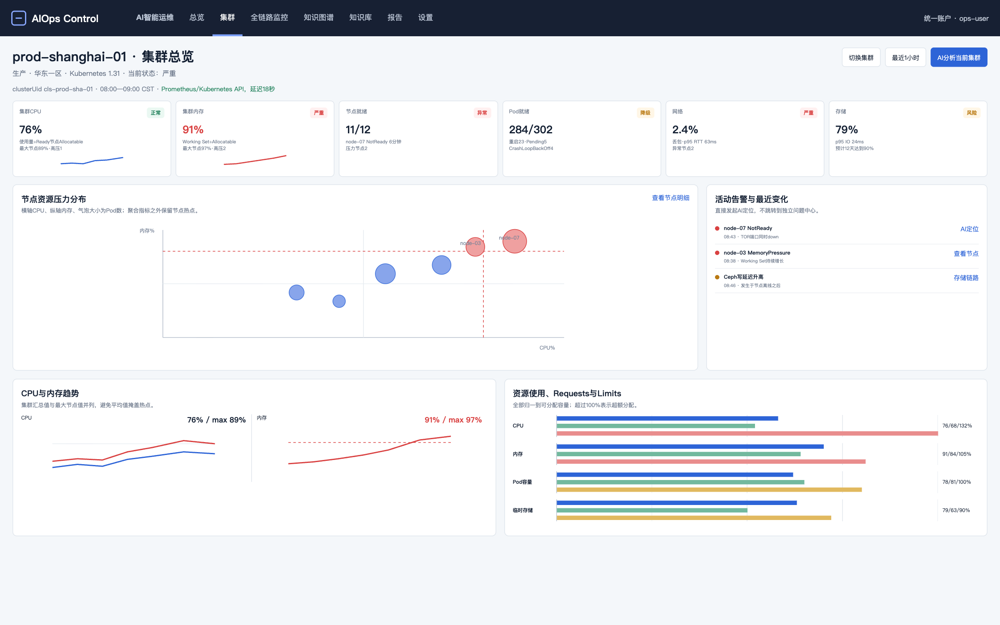 AIOps Control
AI智能运维 总览 集群 全链路监控 知识图谱 知识库 报告 设置
统一账户 · ops-user
prod-shanghai-01 · 集群总览
生产 · 华东一区 · Kubernetes 1.31 · 当前状态：严重
切换集群
最近1小时
AI分析当前集群
clusterUid cls-prod-sha-01 · 08:00—09:00 CST · Prometheus/Kubernetes API，延迟18秒
集群CPU
正常
76%
使用量÷Ready节点Allocatable
最大节点89%·高压1
集群内存
严重
91%
Working Set÷Allocatable
最大节点97%·高压2
节点就绪
异常
11/12
node-07 NotReady 6分钟
压力节点2
Pod就绪
降级
284/302
重启23·Pending5
CrashLoopBackOff4
网络
严重
2.4%
丢包·p95 RTT 63ms
异常节点2
存储
风险
79%
p95 IO 24ms
预计12天达到90%
节点资源压力分布
查看节点明细
横轴CPU、纵轴内存、气泡大小为Pod数；聚合指标之外保留节点热点。
内存%
node-03
node-07
CPU%
活动告警与最近变化
直接发起AI定位，不跳转到独立问题中心。
node-07 NotReady
AI定位
08:43 · TOR端口同时down
node-03 MemoryPressure
查看节点
08:38 · Working Set持续增长
Ceph写延迟升高
存储链路
08:46 · 发生于节点离线之后
CPU与内存趋势
集群汇总值与最大节点值并列，避免平均值掩盖热点。
CPU
76% / max 89%
内存
91% / max 97%
资源使用、Requests与Limits
全部归一到可分配容量；超过100%表示超额分配。
CPU
76/68/132%
内存
91/84/105%
Pod容量
78/81/100%
临时存储
79/63/90%